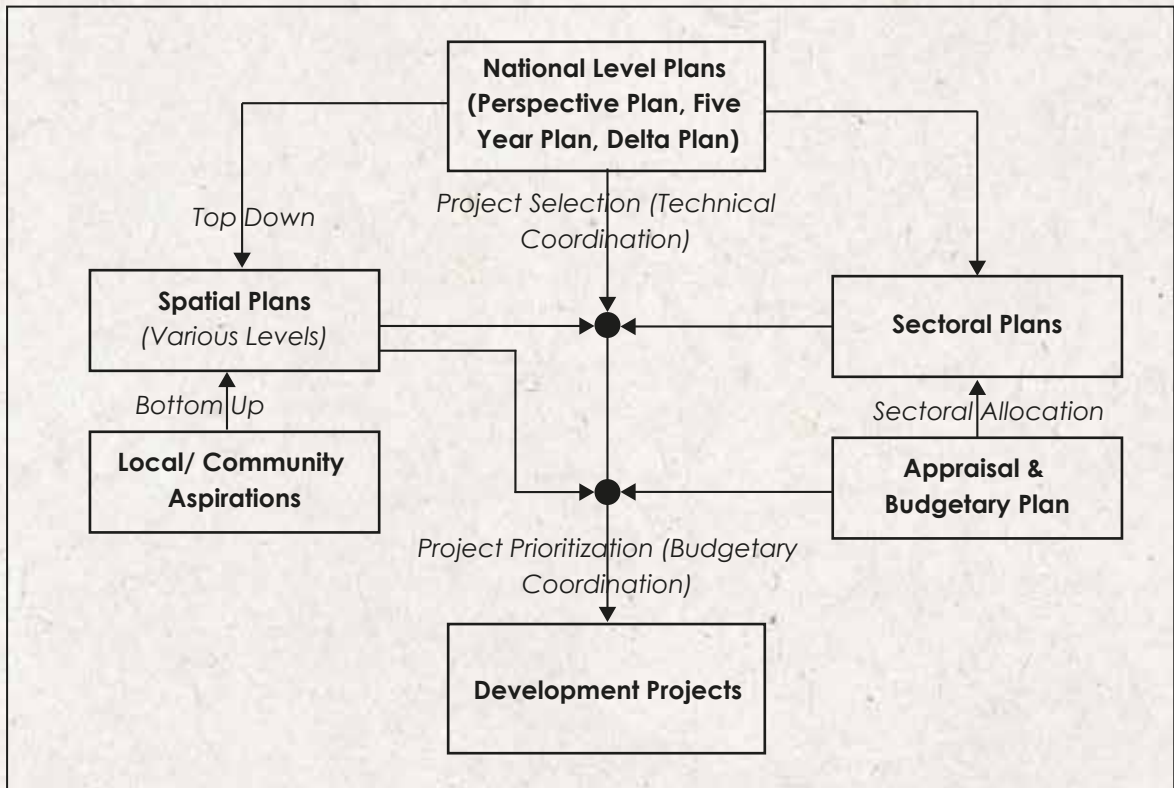 National Level Plans
(Perspective Plan, Five
Year Plan, Delta Plan)
Top Down
Project Selection (Technical
Coordination)
Spatial Plans
(Various Levels)
Sectoral Plans
Bottom Up
Sectoral Allocation
Local/ Community
Aspirations
Appraisal &
Budgetary Plan
Project Prioritization (Budgetary
Coordination)
Development Projects